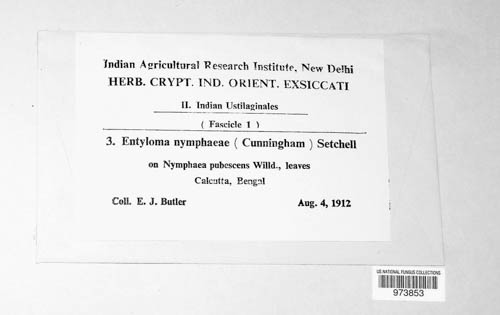 Indian Agricultural Research Institute, New Delhi
HERB. CRYPT. IND. ORIENT. EXSICCATI
II. Indian Ustilaginales
( Fascicle 1 )
3. Entyloma nymphaeae ( Cunningham ) Setchell
on Nymphaea pubescens Willd., leaves
Calcutta, Bengal
Coll. E. J. Butler Aug. 4, 1912
US NATIONAL FUNGUS COLLECTIONS
973853